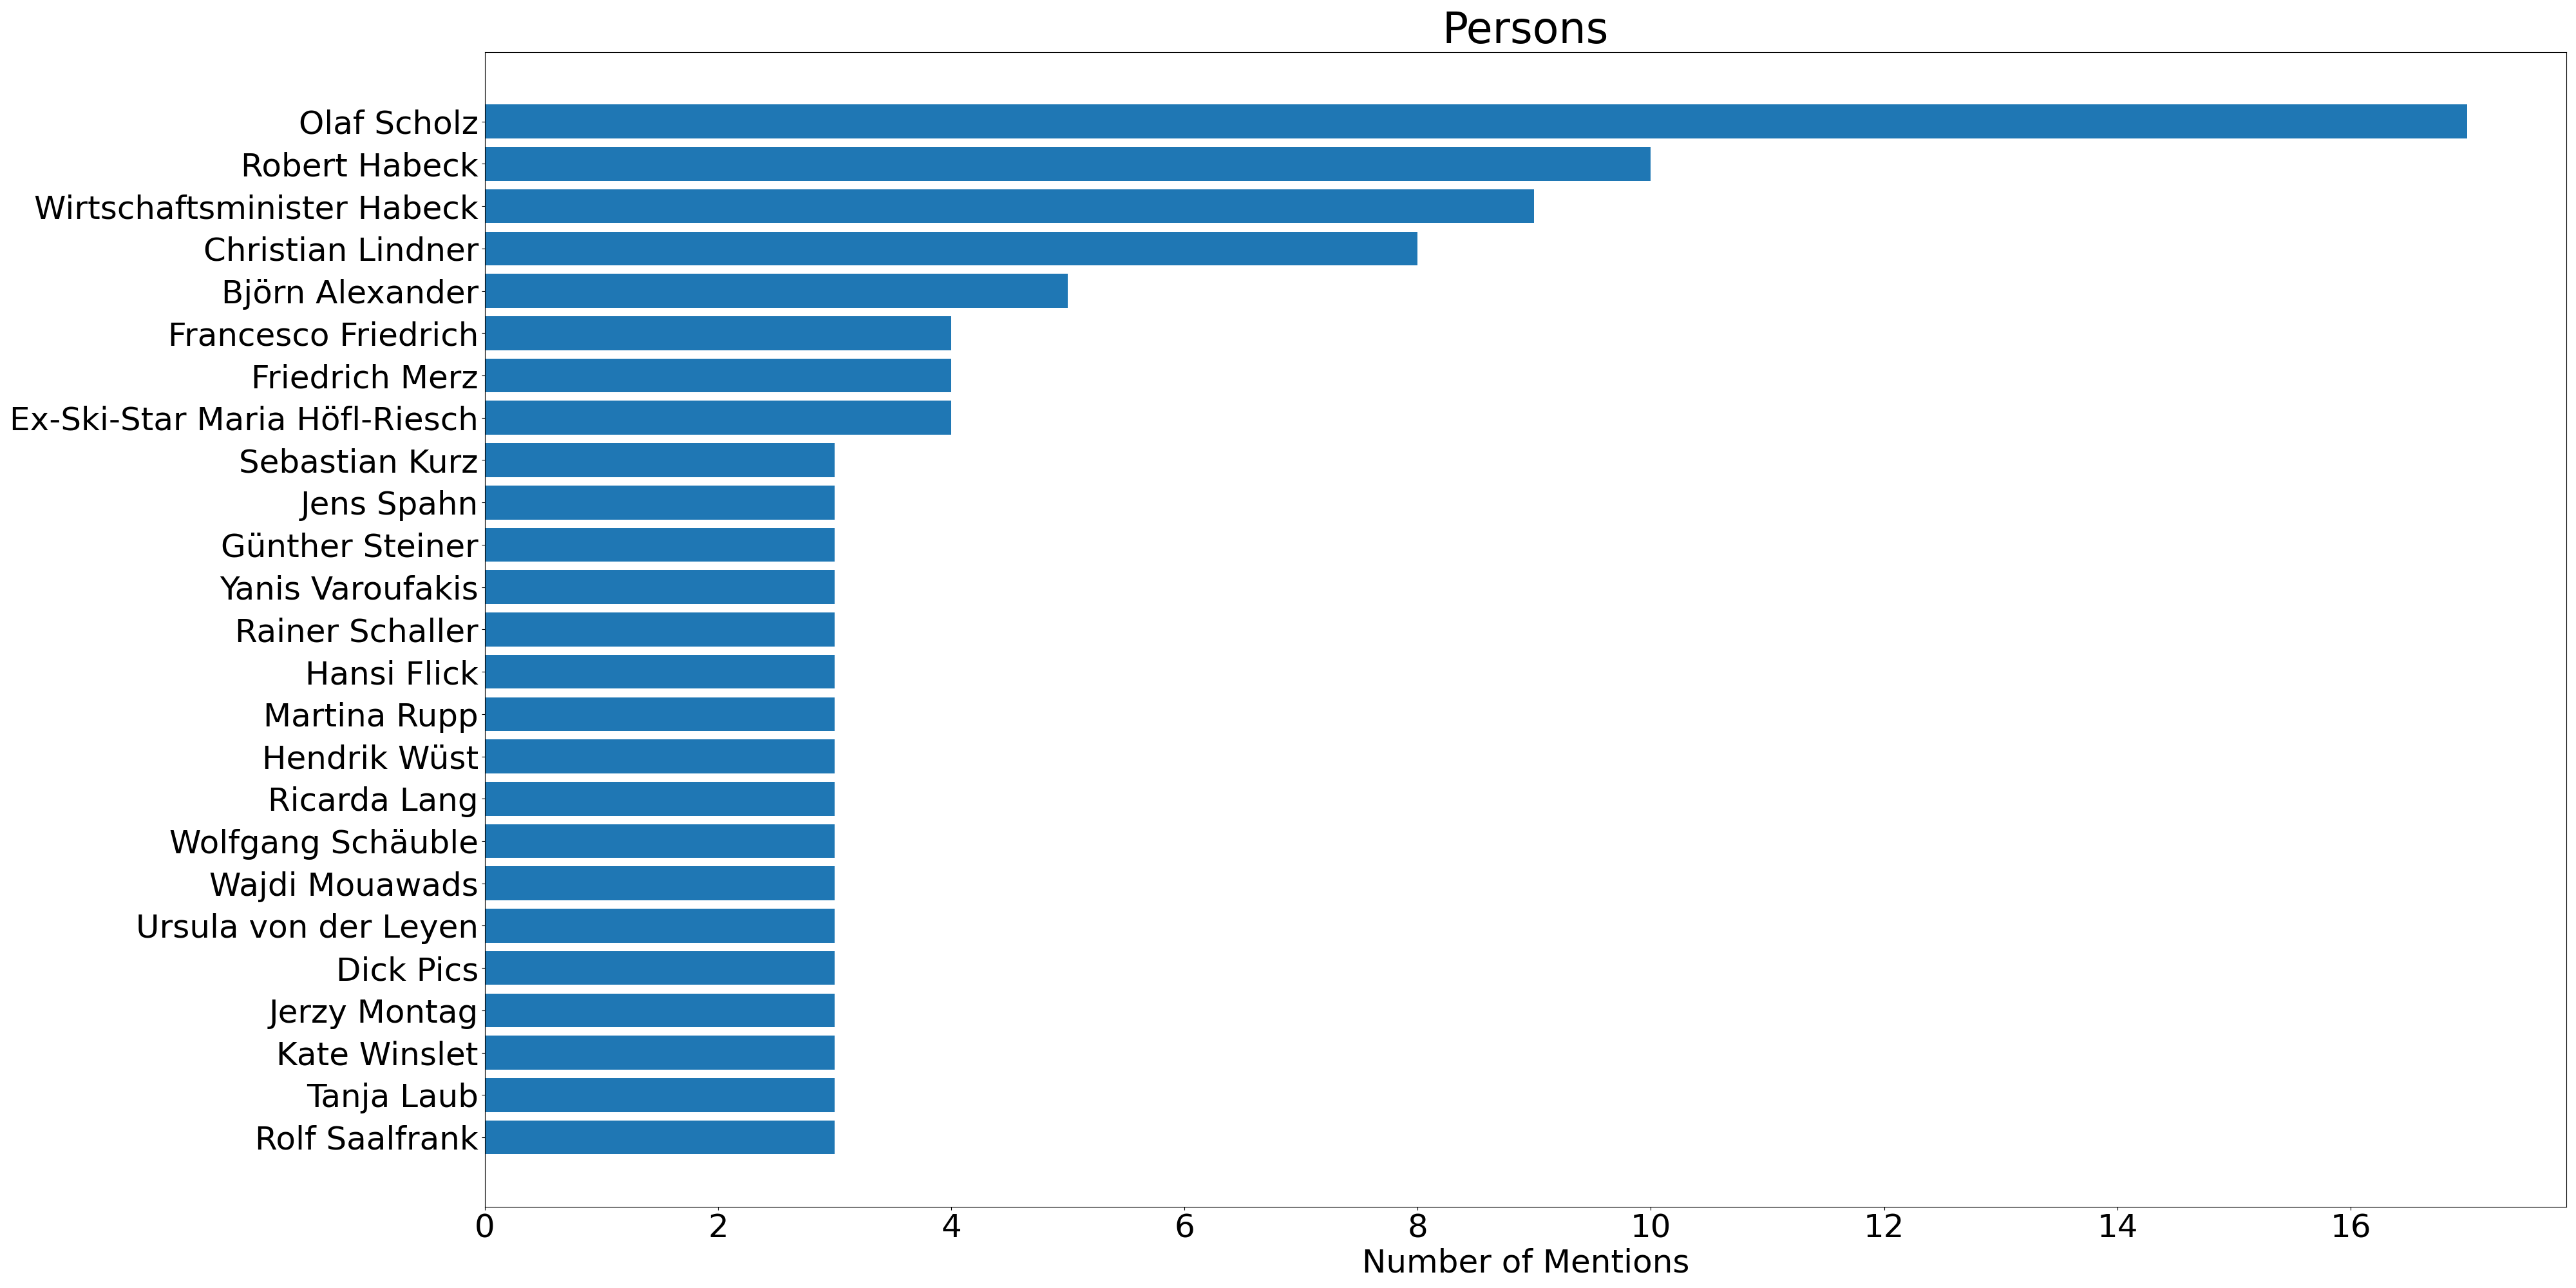 Persons
Olaf Scholz
Robert Habeck
Wirtschaftsminister Habeck
Christian Lindner
Björn Alexander
Francesco Friedrich
Friedrich Merz
Ex-Ski-Star Maria Höfl-Riesch
Sebastian Kurz
Jens Spahn
Günther Steiner
Yanis Varoufakis
Rainer Schaller
Hansi Flick
Martina Rupp
Hendrik Wüst
Ricarda Lang
Wolfgang Schäuble
Wajdi Mouawads
Ursula von der Leyen
Dick Pics
Jerzy Montag
Kate Winslet
Tanja Laub
Rolf Saalfrank
0 2 4 6 8 10 12 14 16
Number of Mentions